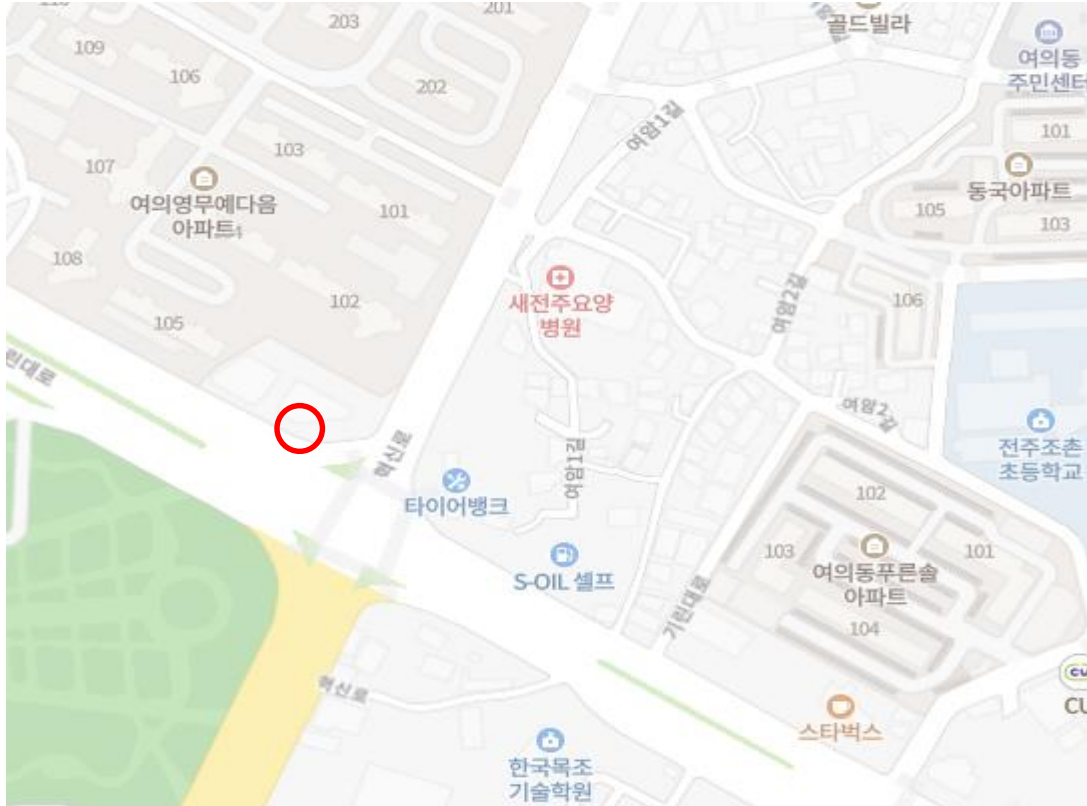 203
201
골드빌라
109
106
202
여의동
주민센터
여암1길
101
103
107
동국아파트
여의영무예다음
아파트
101
105
103
108
새전주요양
병원
102
여암2길
106
105
기린대로
여암2길
전주조촌
초등학교
혁신로
여암1길
타이어뱅크
102
S-OIL 셀프
103
101
여의동푸른솔
아파트
기린대로
104
혁신로
CU
CU
스타벅스
한국목조
기술학원